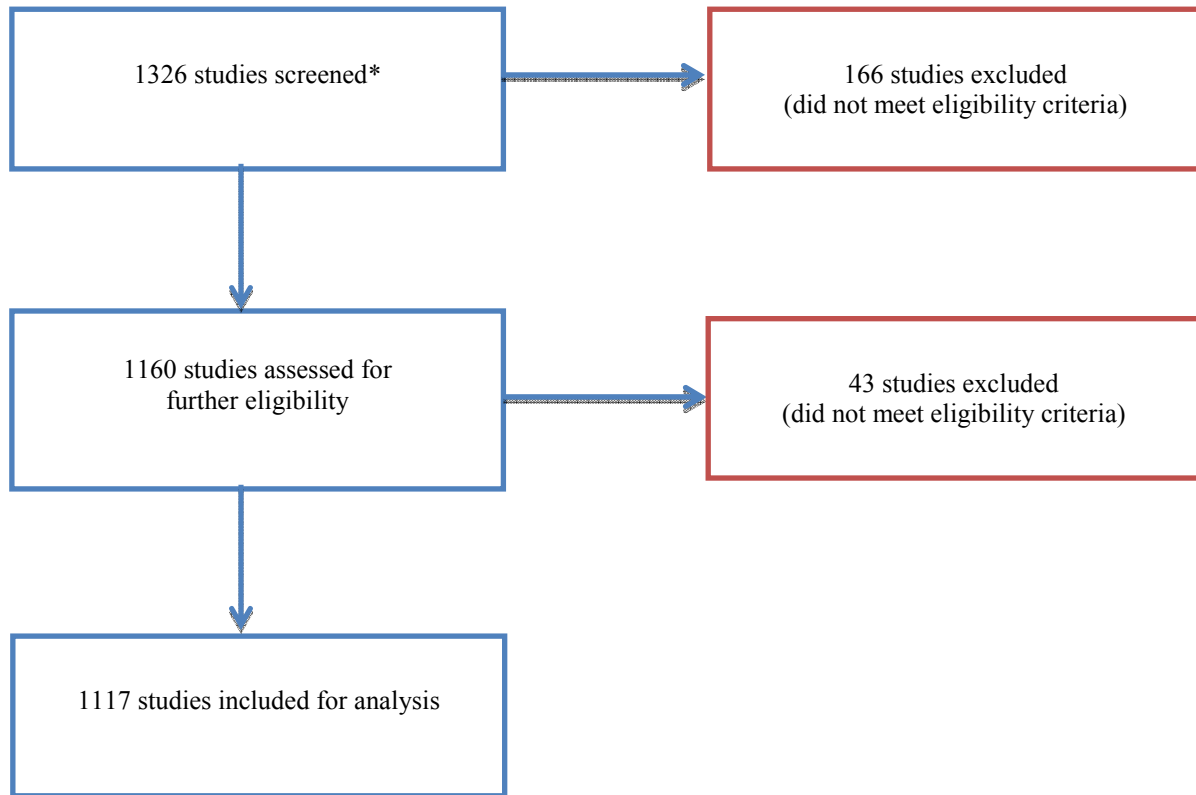 1326 studies screened*
166 studies excluded
(did not meet eligibility criteria)
1160 studies assessed for
further eligibility
43 studies excluded
(did not meet eligibility criteria)
1117 studies included for analysis